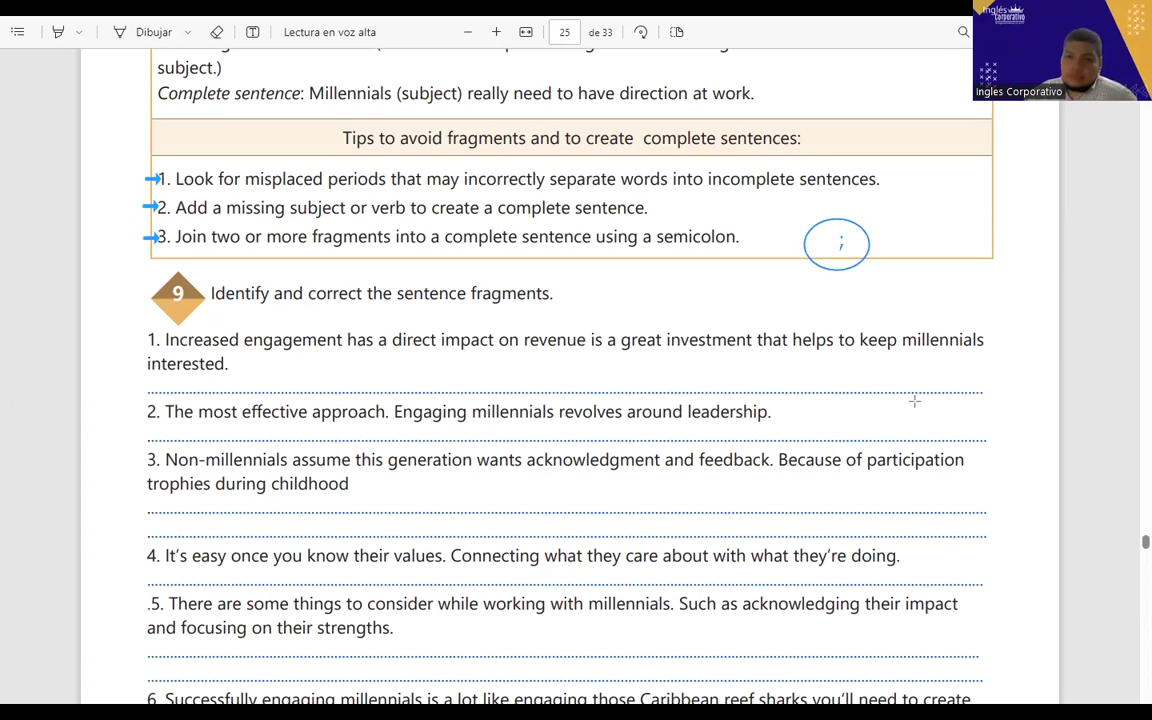 Dibujar
Lectura en voz alta
25
de 33
Inglés
Corporativo
Ingles Corporativo
subject.)
Complete sentence: Millennials (subject) really need to have direction at work.
Tips to avoid fragments and to create complete sentences:
1. Look for misplaced periods that may incorrectly separate words into incomplete sentences.
2. Add a missing subject or verb to create a complete sentence.
3. Join two or more fragments into a complete sentence using a semicolon.
;
9
Identify and correct the sentence fragments.
1. Increased engagement has a direct impact on revenue is a great investment that helps to keep millennials
interested.
2. The most effective approach. Engaging millennials revolves around leadership.
3. Non-millennials assume this generation wants acknowledgment and feedback. Because of participation
trophies during childhood
4. It's easy once you know their values. Connecting what they care about with what they're doing.
.5. There are some things to consider while working with millennials. Such as acknowledging their impact
and focusing on their strengths.
6. Successfully engaging millennials is a lot like engaging those Caribbean reef sharks you'll need to create